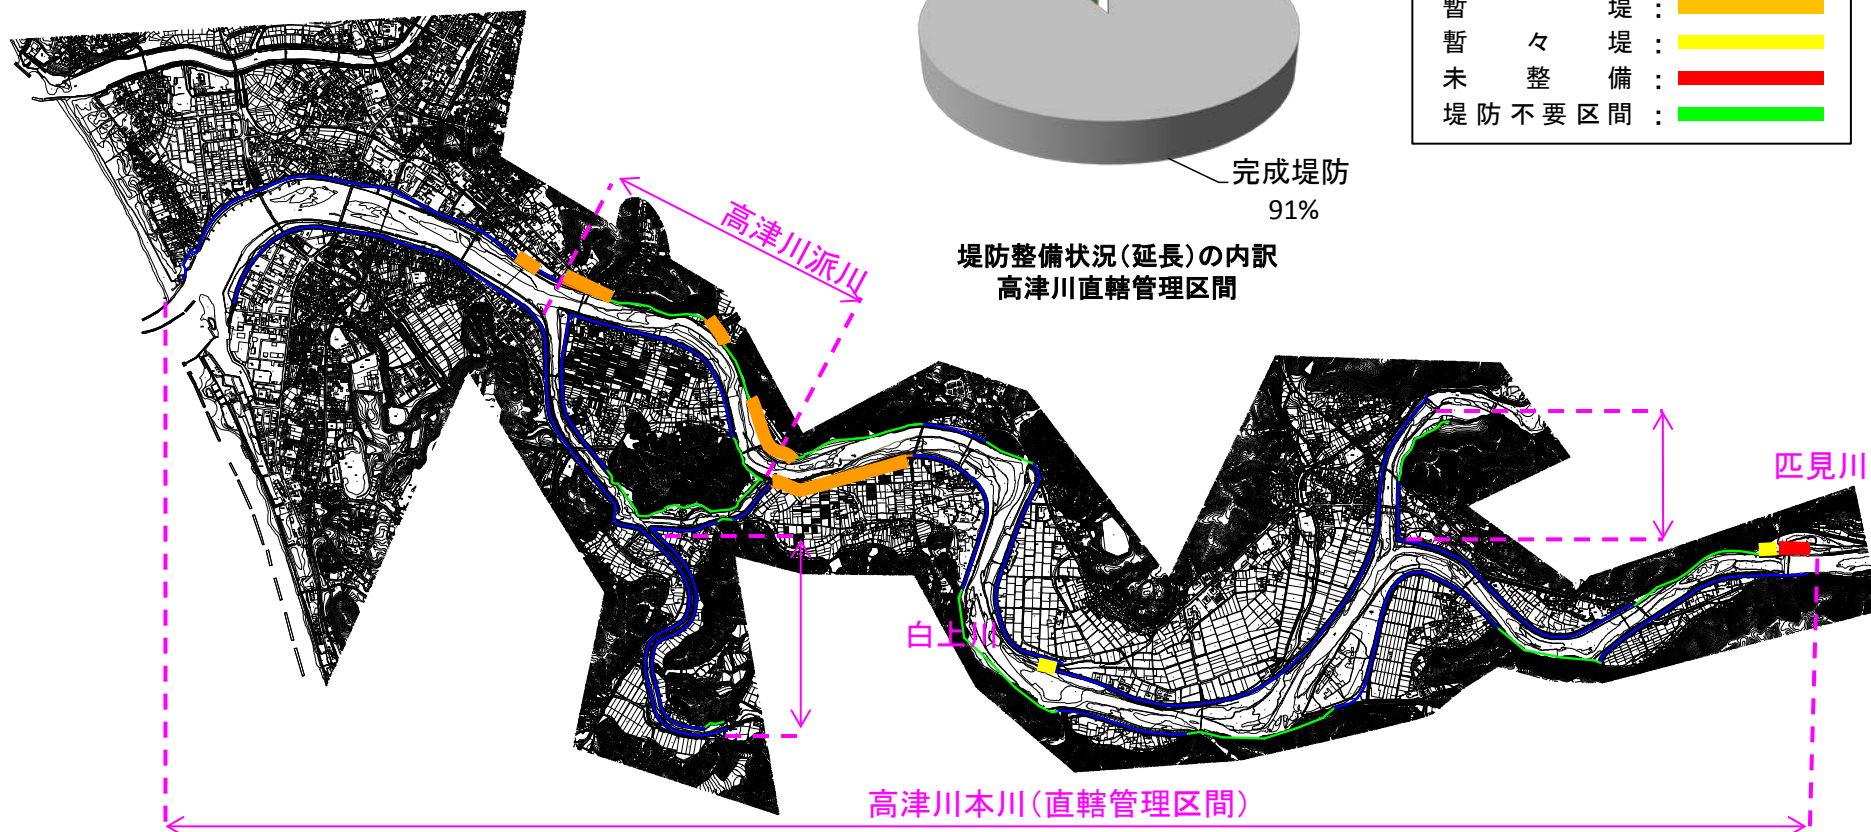 暫堤：
暫々堤：
未整備：
堤防不要区間：
完成堤防
91%
堤防整備状況(延長)の内訳
高津川直轄管理区間
高津川派川
匹見川
白上川
高津川本川(直轄管理区間)